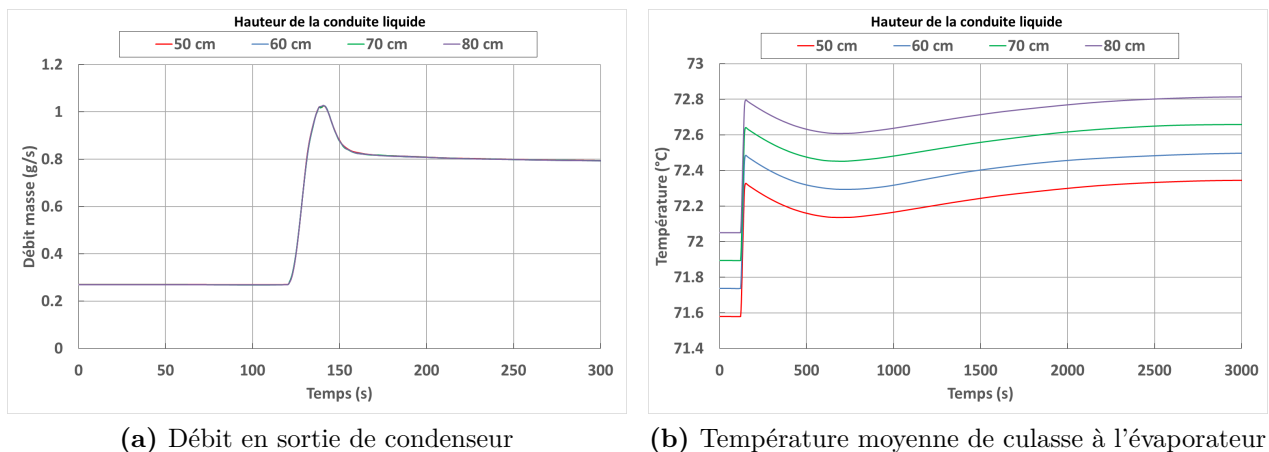 Hauteur de la conduite liquide
50 cm 60 cm 70 cm 80 cm
1.2
1
0.8
0.6
0.4
0.2
0
0 50 100 150 200 250 300
Débit masse (g/s)
Temps (s)
(a) Débit en sortie de condenseur
Hauteur de la conduite liquide
50 cm 60 cm 70 cm 80 cm
73
72.8
72.6
72.4
72.2
72
71.8
71.6
71.4
0 500 1000 1500 2000 2500 3000
Température (°C)
Temps (s)
(b) Température moyenne de culasse à l'évaporateur